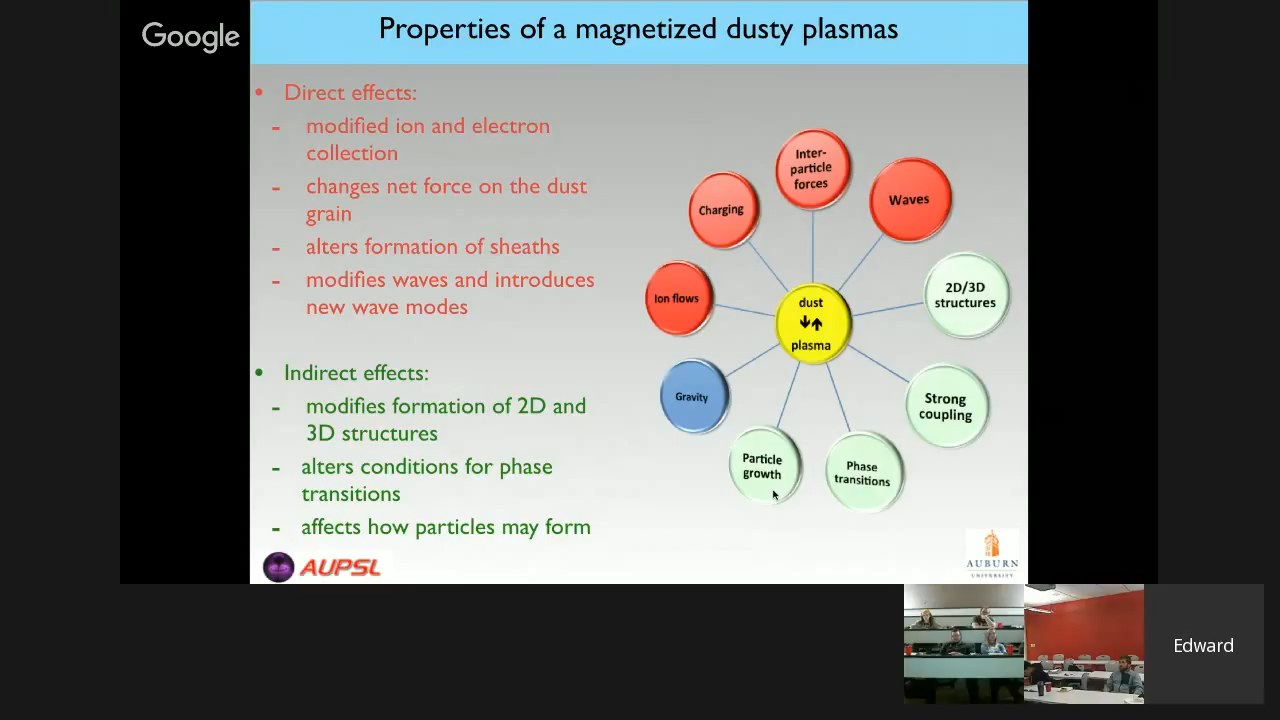 Google
Properties of a magnetized dusty plasmas
• Direct effects:
- modified ion and electron
collection
- changes net force on the dust
grain
- alters formation of sheaths
- modifies waves and introduces
new wave modes
• Indirect effects:
- modifies formation of 2D and
3D structures
- alters conditions for phase
transitions
- affects how particles may form
Inter-
particle
forces
Waves
Charging
2D/3D
structures
Ion flows
dust
↓↑
plasma
Gravity
Strong
coupling
Particle
growth
Phase
transitions
AUPSL
AUBURN
UNIVERSITY
Edward